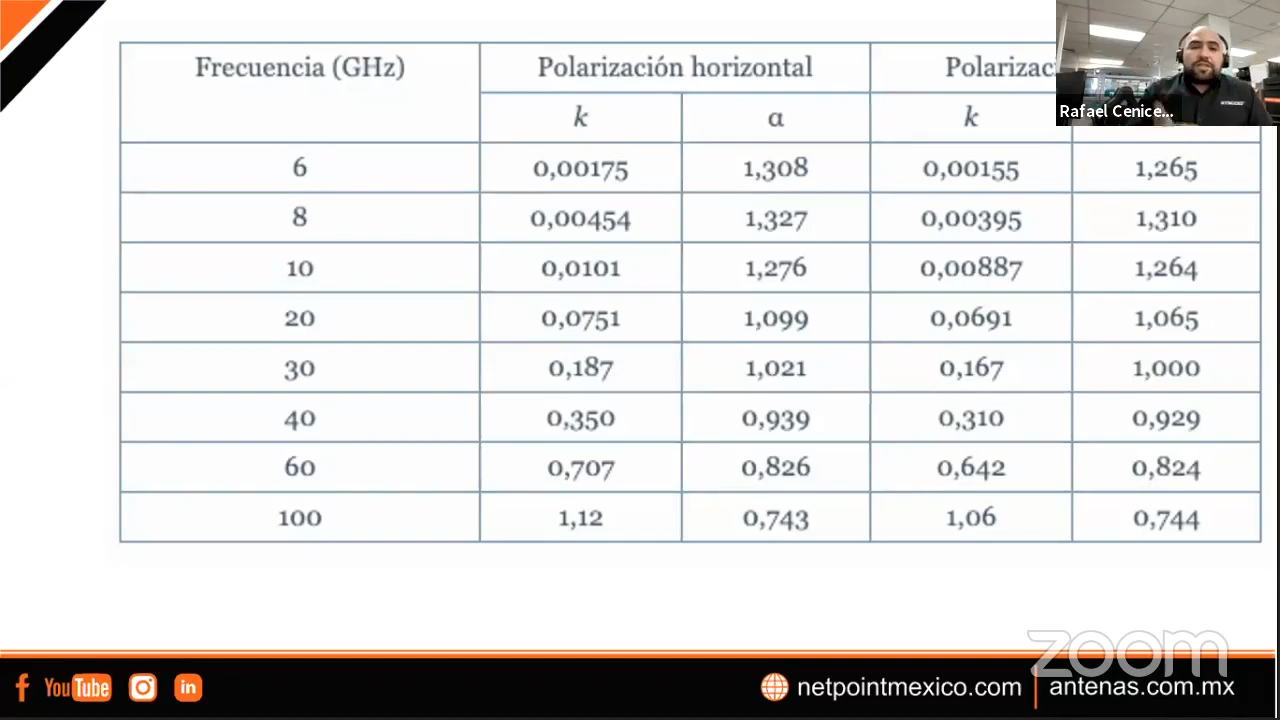 Frecuencia (GHz) Polarización horizontal
k α k
6 0,00175 1,308 0,00155 1,265
8 0,00454 1,327 0,00395 1,310
10 0,0101 1,276 0,00887 1,264
20 0,0751 1,099 0,0691 1,065
30 0,187 1,021 0,167 1,000
40 0,350 0,939 0,310 0,929
60 0,707 0,826 0,642 0,824
100 1,12 0,743 1,06 0,744
Rafael Cenice...
zoom
YouTube in netpointmexico.com antenas.com.mx